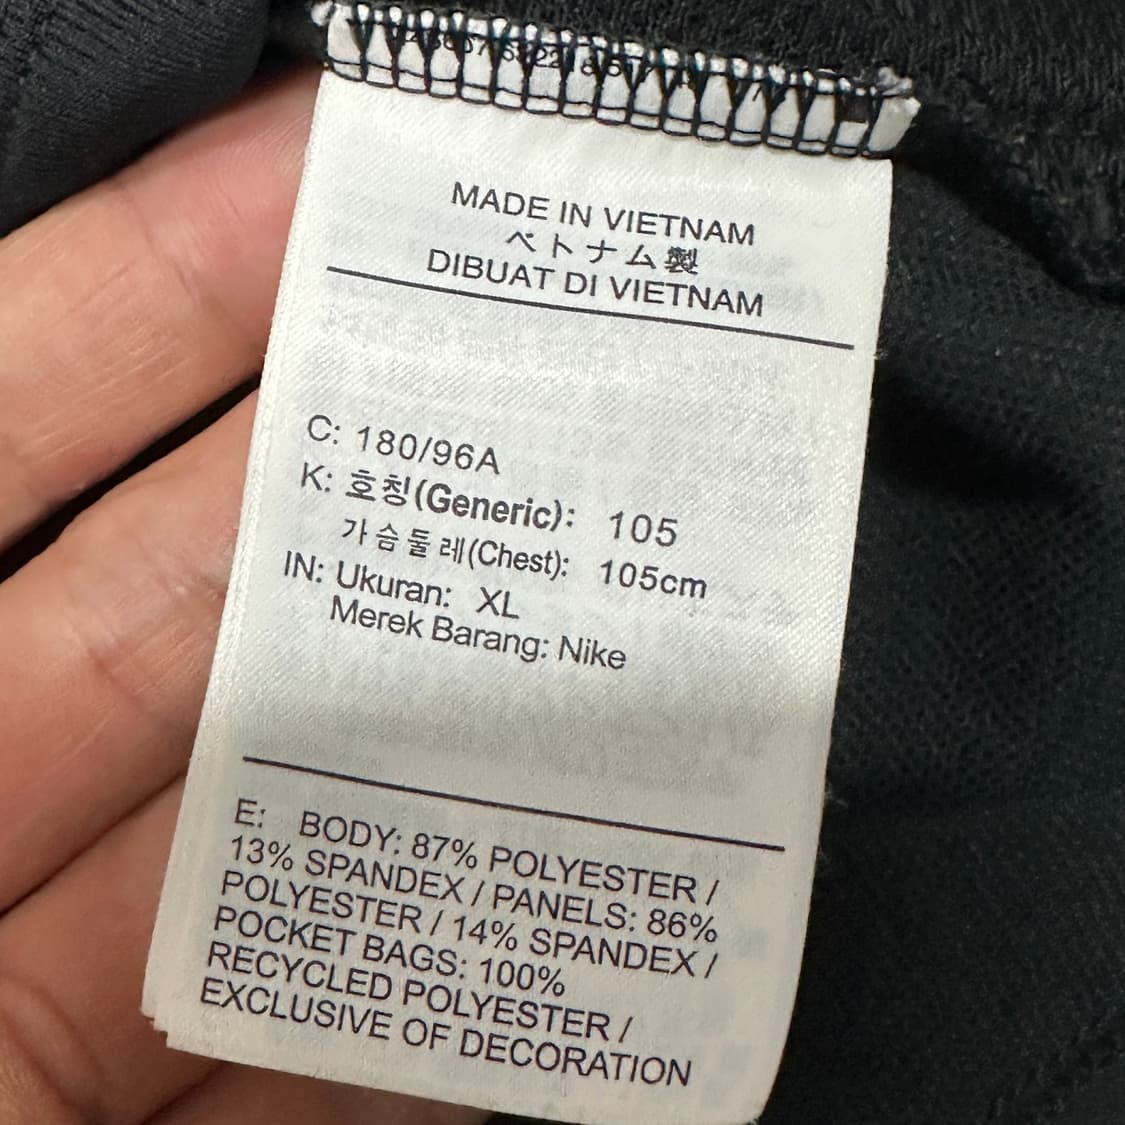 MADE IN VIETNAM
ベトナム製
DIBUAT DI VIETNAM
C: 180/96A
K: 호칭(Generic): 105
가슴둘레(Chest): 105cm
IN: Ukuran: XL
Merek Barang: Nike
E: BODY: 87% POLYESTER /
13% SPANDEX / PANELS: 86%
POLYESTER / 14% SPANDEX /
POCKET BAGS: 100%
RECYCLED POLYESTER /
EXCLUSIVE OF DECORATION